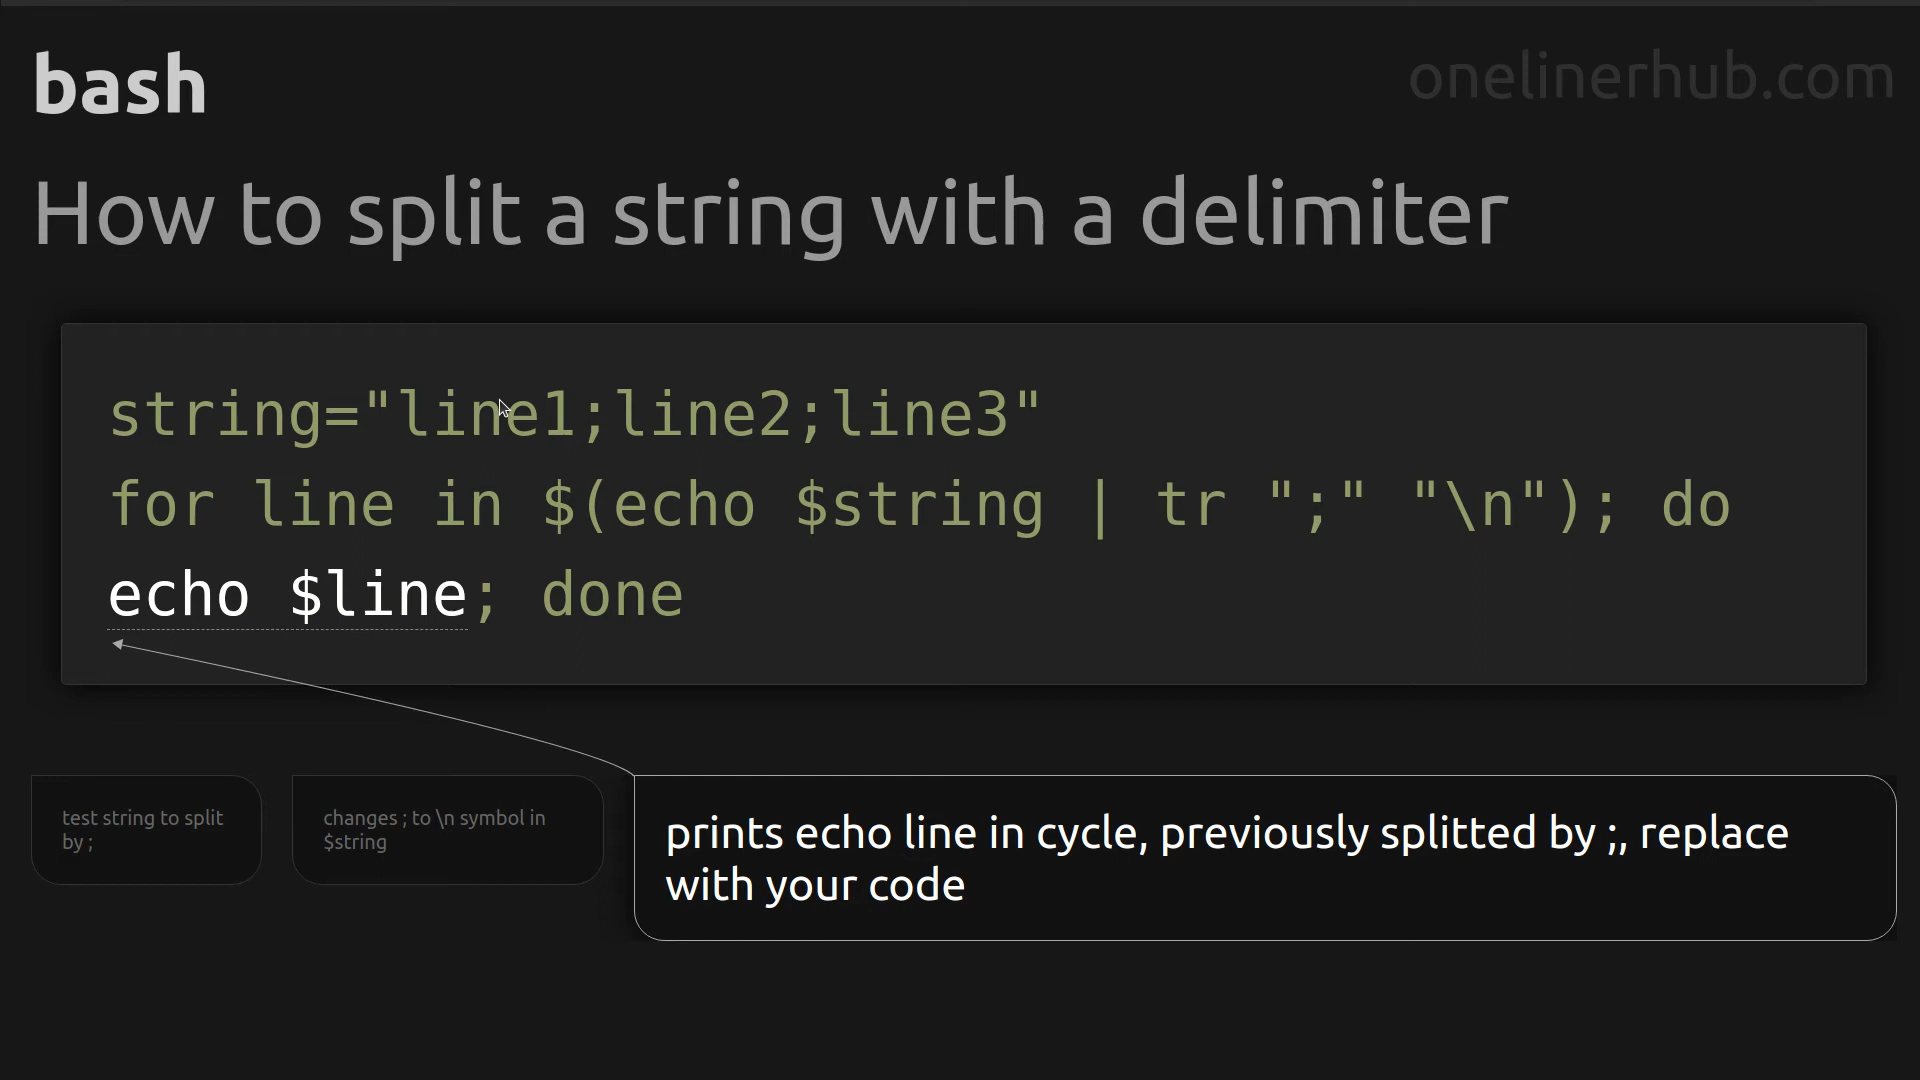 bash
onelinerhub.com
How to split a string with a delimiter
string="line1;line2;line3"
for line in $(echo $string | tr ";" "\n"); do
echo $line; done
test string to split
by ;
changes ; to \n symbol in
$string
prints echo line in cycle, previously splitted by ;, replace
with your code